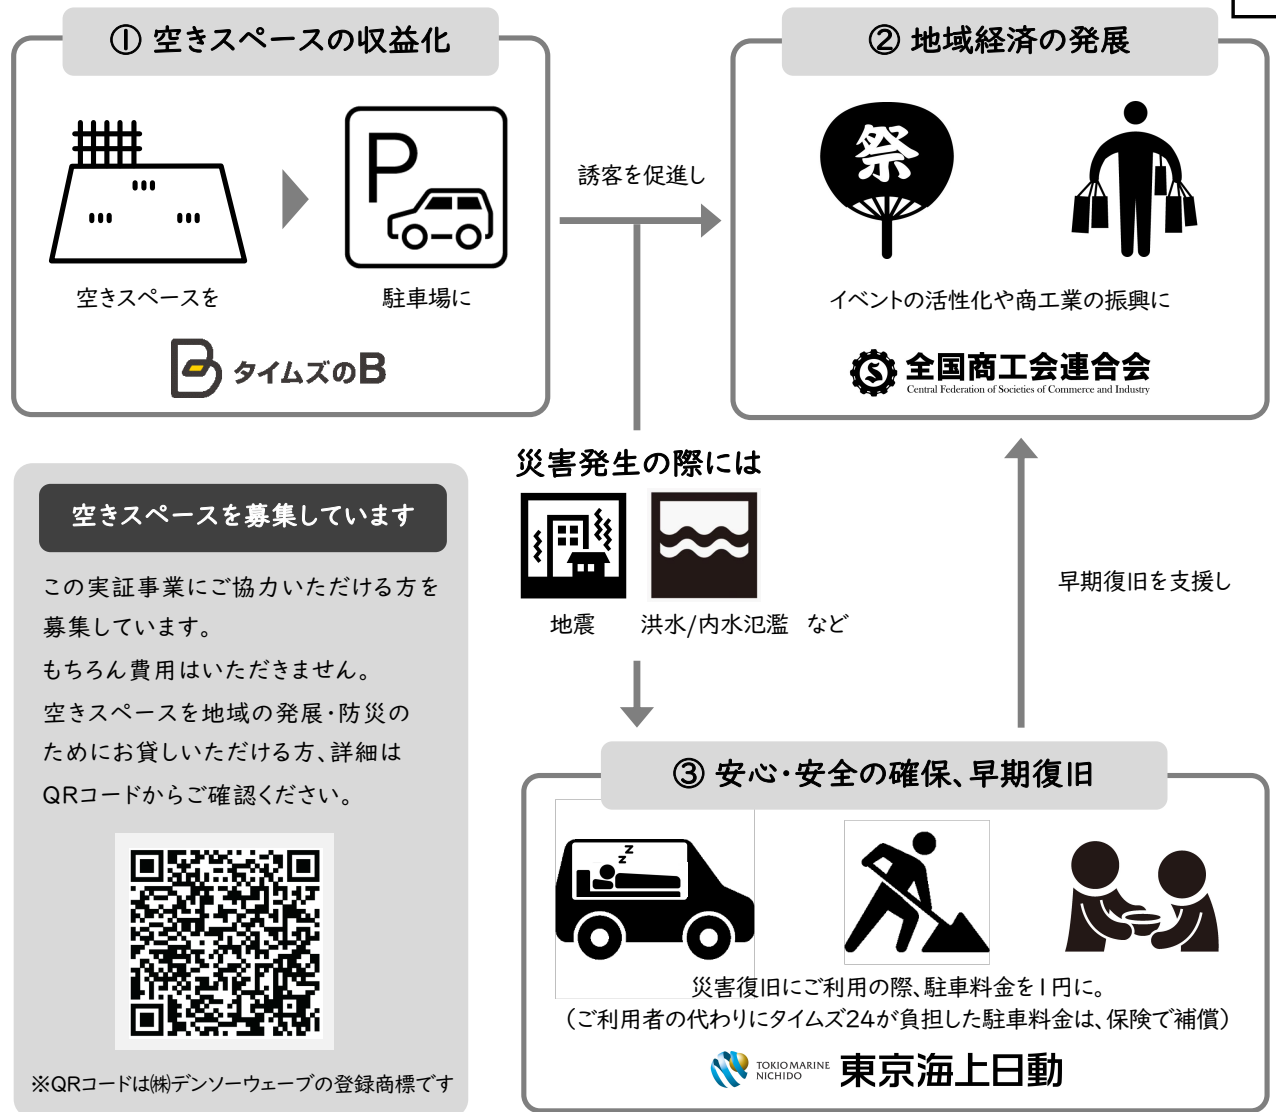 ① 空きスペースの収益化
P
空きスペースを
駐車場に
B タイムズのB
誘客を促進し
② 地域経済の発展
祭
イベントの活性化や商工業の振興に
S 全国商工会連合会
Central Federation of Societies of Commerce and Industry
災害発生の際には
地震
洪水/内水氾濫 など
早期復旧を支援し
空きスペースを募集しています
この実証事業にご協力いただける方を
募集しています。
もちろん費用はいただきません。
空きスペースを地域の発展・防災の
ためにお貸しいただける方、詳細は
QRコードからご確認ください。
※QRコードは㈱デンソーウェーブの登録商標です
③ 安心・安全の確保、早期復旧
z
z
災害復旧にご利用の際、駐車料金を1円に。
（ご利用者の代わりにタイムズ24が負担した駐車料金は、保険で補償）
TOKIO MARINE
NICHIDO
東京海上日動